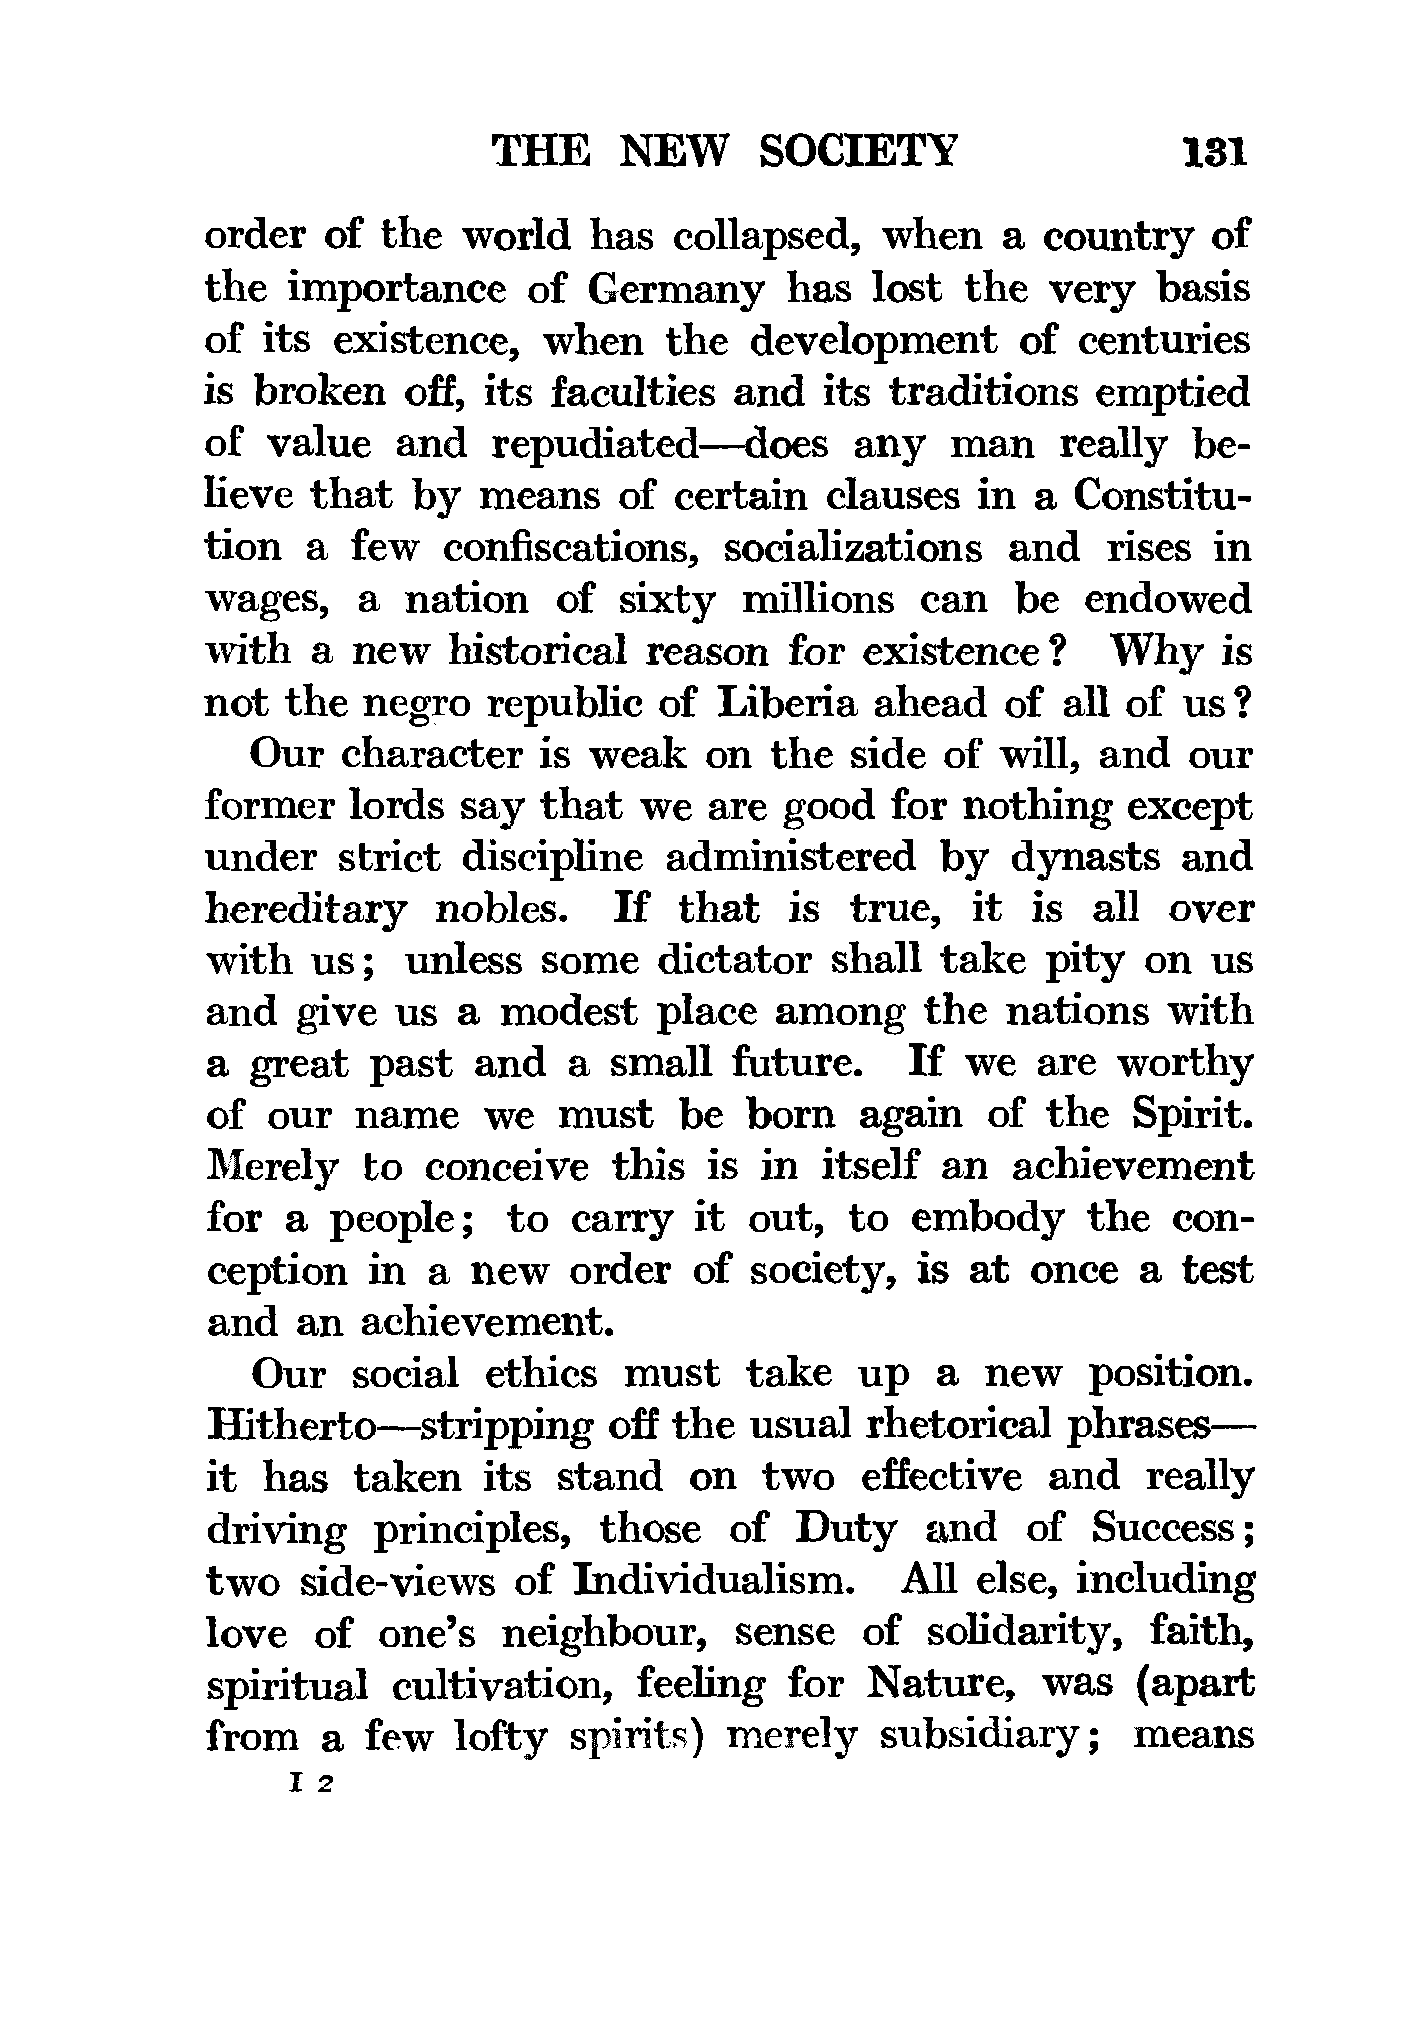 THE NEW SOCIETY 131
order of the world has collapsed, when a country of
the importance of Germany has lost the very basis
of its existence, when the development of centuries
is broken off, its faculties and its traditions emptied
of value and repudiated—does any man really be-
lieve that by means of certain clauses in a Constitu-
tion a few confiscations, socializations and rises in
wages, a nation of sixty millions can be endowed
with a new historical reason for existence? Why is
not the negro republic of Liberia ahead of all of us?
Our character is weak on the side of will, and our
former lords say that we are good for nothing except
under strict discipline administered by dynasts and
hereditary nobles. If that is true, it is all over
with us; unless some dictator shall take pity on us
and give us a modest place among the nations with
a great past and a small future. If we are worthy
of our name we must be born again of the Spirit.
Merely to conceive this is in itself an achievement
for a people; to carry it out, to embody the con-
ception in a new order of society, is at once a test
and an achievement.
Our social ethics must take up a new position.
Hitherto—stripping off the usual rhetorical phrases—
it has taken its stand on two effective and really
driving principles, those of Duty and of Success;
two side-views of Individualism. All else, including
love of one's neighbour, sense of solidarity, faith,
spiritual cultivation, feeling for Nature, was (apart
from a few lofty spirits) merely subsidiary; means
I 2